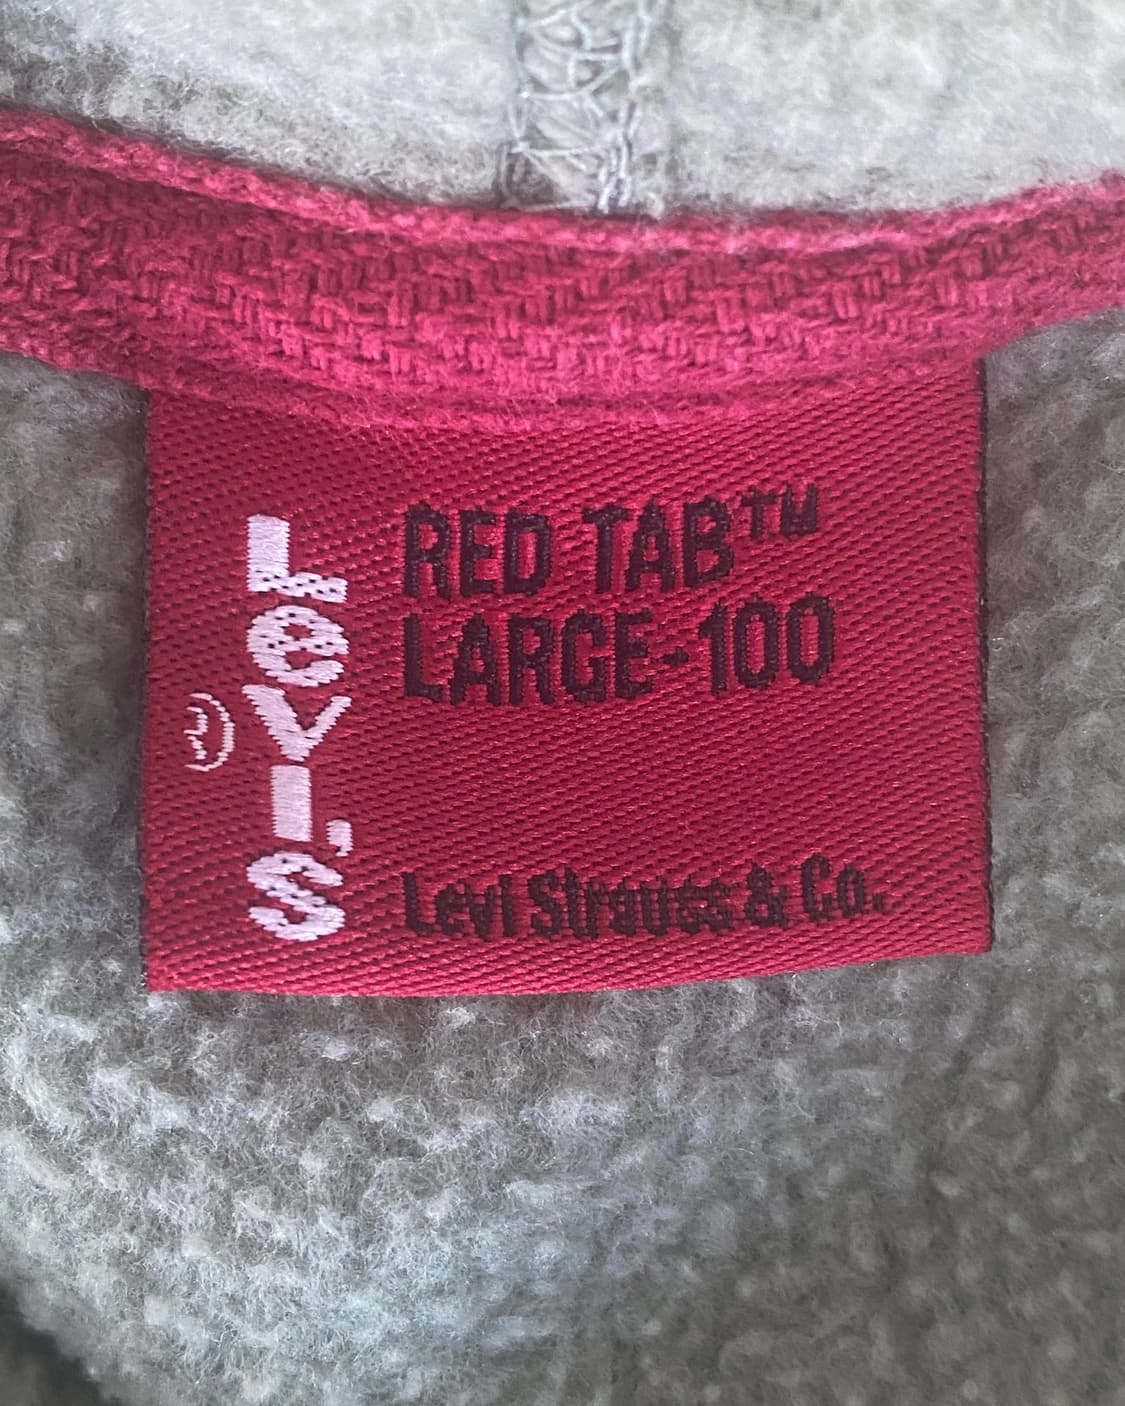 LEVI'S
RED TAB™
LARGE-100
Levi Strauss & Co.